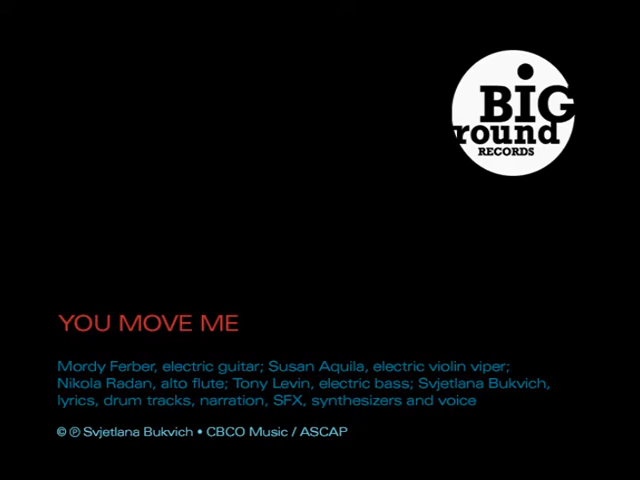 BIG
round
RECORDS
YOU MOVE ME
Mordy Ferber, electric guitar; Susan Aquila, electric violin viper;
Nikola Radan, alto flute; Tony Levin, electric bass; Svjetlana Bukvich,
lyrics, drum tracks, narration, SFX, synthesizers and voice
© ℗ Svjetlana Bukvich • CBCO Music / ASCAP